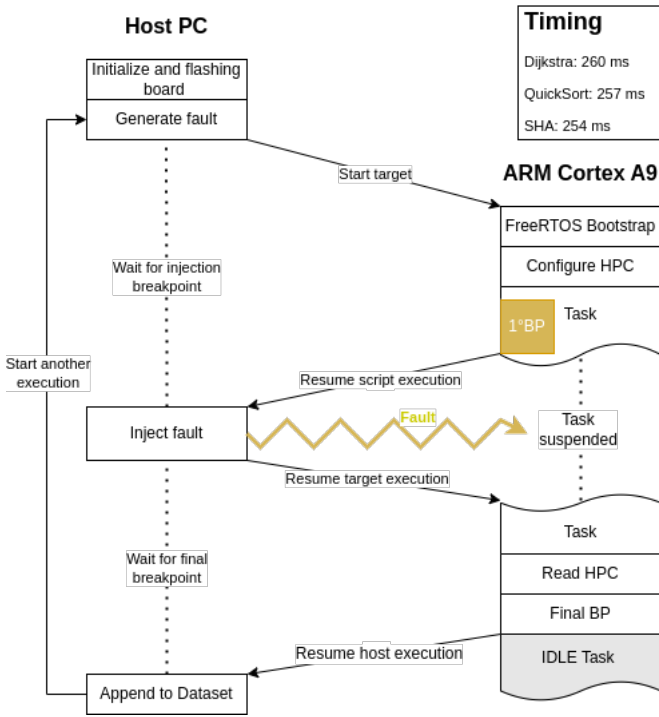 Host PC
Timing
Dijkstra: 260 ms
QuickSort: 257 ms
SHA: 254 ms
Initialize and flashing
board
Generate fault
Start target
ARM Cortex A9
FreeRTOS Bootstrap
Configure HPC
Wait for injection
breakpoint
1°BP
Task
Start another
execution
Resume script execution
Inject fault
Fault
Task
suspended
Resume target execution
Task
Wait for final
breakpoint
Read HPC
Final BP
Resume host execution
IDLE Task
Append to Dataset